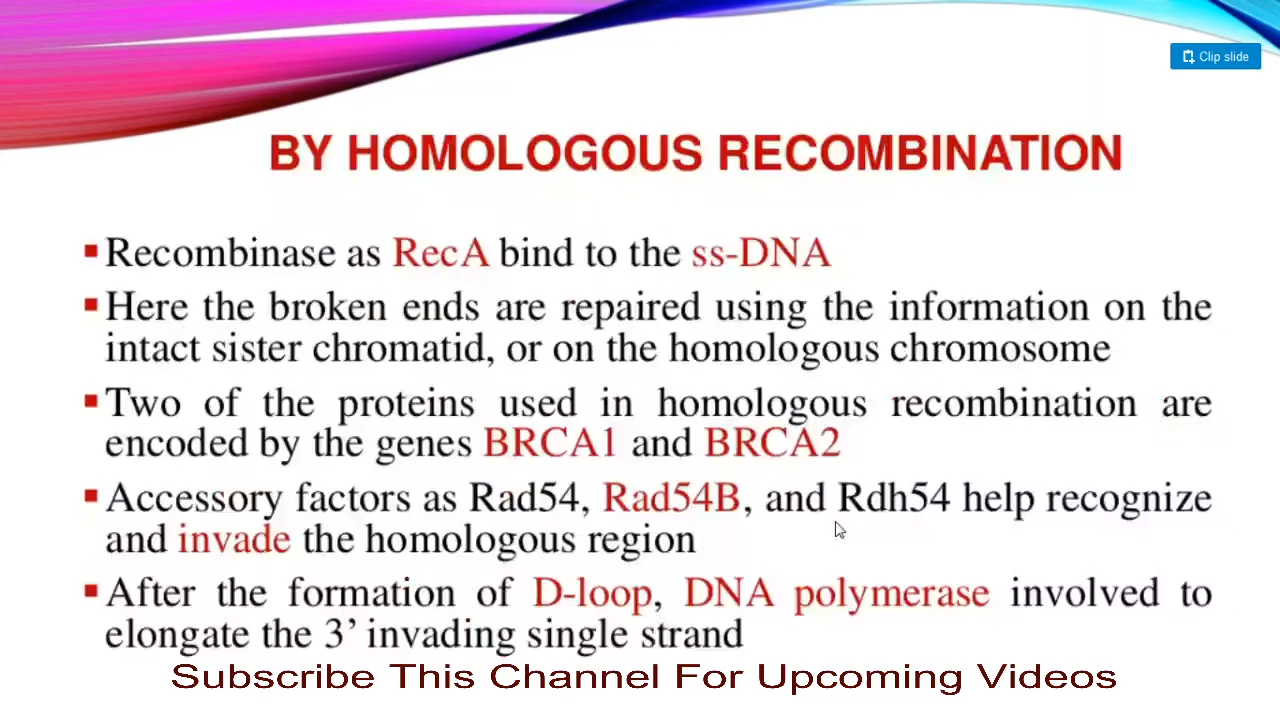 Clip slide
BY HOMOLOGOUS RECOMBINATION
▪Recombinase as RecA bind to the ss-DNA
▪Here the broken ends are repaired using the information on the
intact sister chromatid, or on the homologous chromosome
▪Two of the proteins used in homologous recombination are
encoded by the genes BRCA1 and BRCA2
▪Accessory factors as Rad54, Rad54B, and Rdh54 help recognize
and invade the homologous region
▪After the formation of D-loop, DNA polymerase involved to
elongate the 3’ invading single strand
Subscribe This Channel For Upcoming Videos